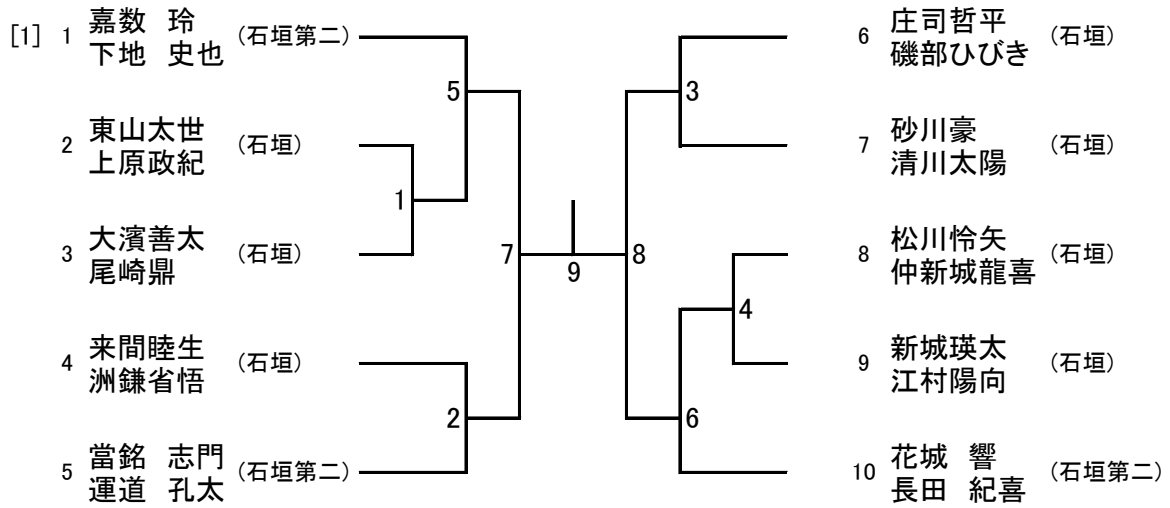 [1] 1 嘉数 玲 (石垣第二)
下地 史也
2 東山太世 (石垣)
上原政紀
3 大濱善太 (石垣)
尾崎鼎
4 来間睦生 (石垣)
洲鎌省悟
5 當銘 志門 (石垣第二)
運道 孔太
5
1
7
2
9
3
8
4
6
6 庄司哲平 (石垣)
磯部ひびき
7 砂川豪 (石垣)
清川太陽
8 松川怜矢 (石垣)
仲新城龍喜
9 新城瑛太 (石垣)
江村陽向
10 花城 響 (石垣第二)
長田 紀喜